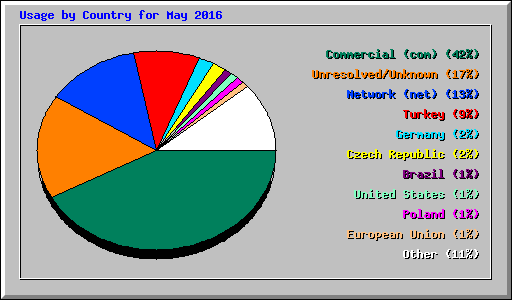 Usage by Country for May 2016
Commercial (com) (42%)
Unresolved/Unknown (17%)
Network (net) (13%)
Turkey (9%)
Germany (2%)
Czech Republic (2%)
Brazil (1%)
United States (1%)
Poland (1%)
European Union (1%)
Other (11%)